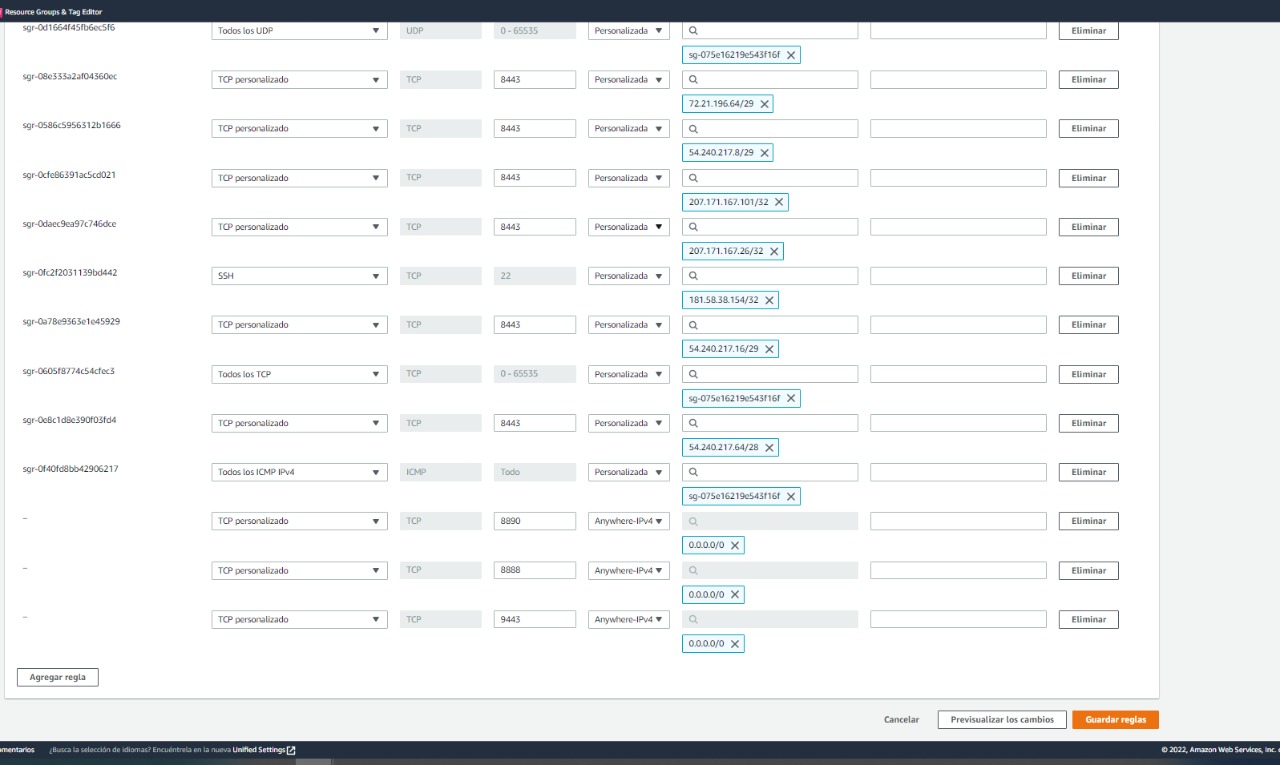 Resource Groups & Tag Editor
sgr-0d1664f45fb6ec5f6 Todos los UDP UDP 0 - 65535 Personalizada Eliminar
sg-075e16219e543f16f
sgr-08e333a2af04360ec TCP personalizado TCP 8443 Personalizada Eliminar
72.21.196.64/29
sgr-0586c5956312b1666 TCP personalizado TCP 8443 Personalizada Eliminar
54.240.217.8/29
sgr-0cfe86391ac5cd021 TCP personalizado TCP 8443 Personalizada Eliminar
207.171.167.101/32
sgr-0daec9ea97c746dce TCP personalizado TCP 8443 Personalizada Eliminar
207.171.167.26/32
sgr-0fc2f2031139bd442 SSH TCP 22 Personalizada Eliminar
181.58.38.154/32
sgr-0a78e9363e1e45929 TCP personalizado TCP 8443 Personalizada Eliminar
54.240.217.16/29
sgr-0605f8774c54cfec3 Todos los TCP TCP 0 - 65535 Personalizada Eliminar
sg-075e16219e543f16f
sgr-0e8c1d8e390f03fd4 TCP personalizado TCP 8443 Personalizada Eliminar
54.240.217.64/28
sgr-0f40fd8bb42906217 Todos los ICMP IPv4 ICMP Todo Personalizada Eliminar
sg-075e16219e543f16f
– TCP personalizado TCP 8890 Anywhere-IPv4 Eliminar
0.0.0.0/0
– TCP personalizado TCP 8888 Anywhere-IPv4 Eliminar
0.0.0.0/0
– TCP personalizado TCP 9443 Anywhere-IPv4 Eliminar
0.0.0.0/0
Agregar regla
Cancelar Previsualizar los cambios Guardar reglas
omentarios ¿Busca la selección de idiomas? Encuéntrela en la nueva Unified Settings © 2022, Amazon Web Services, Inc.